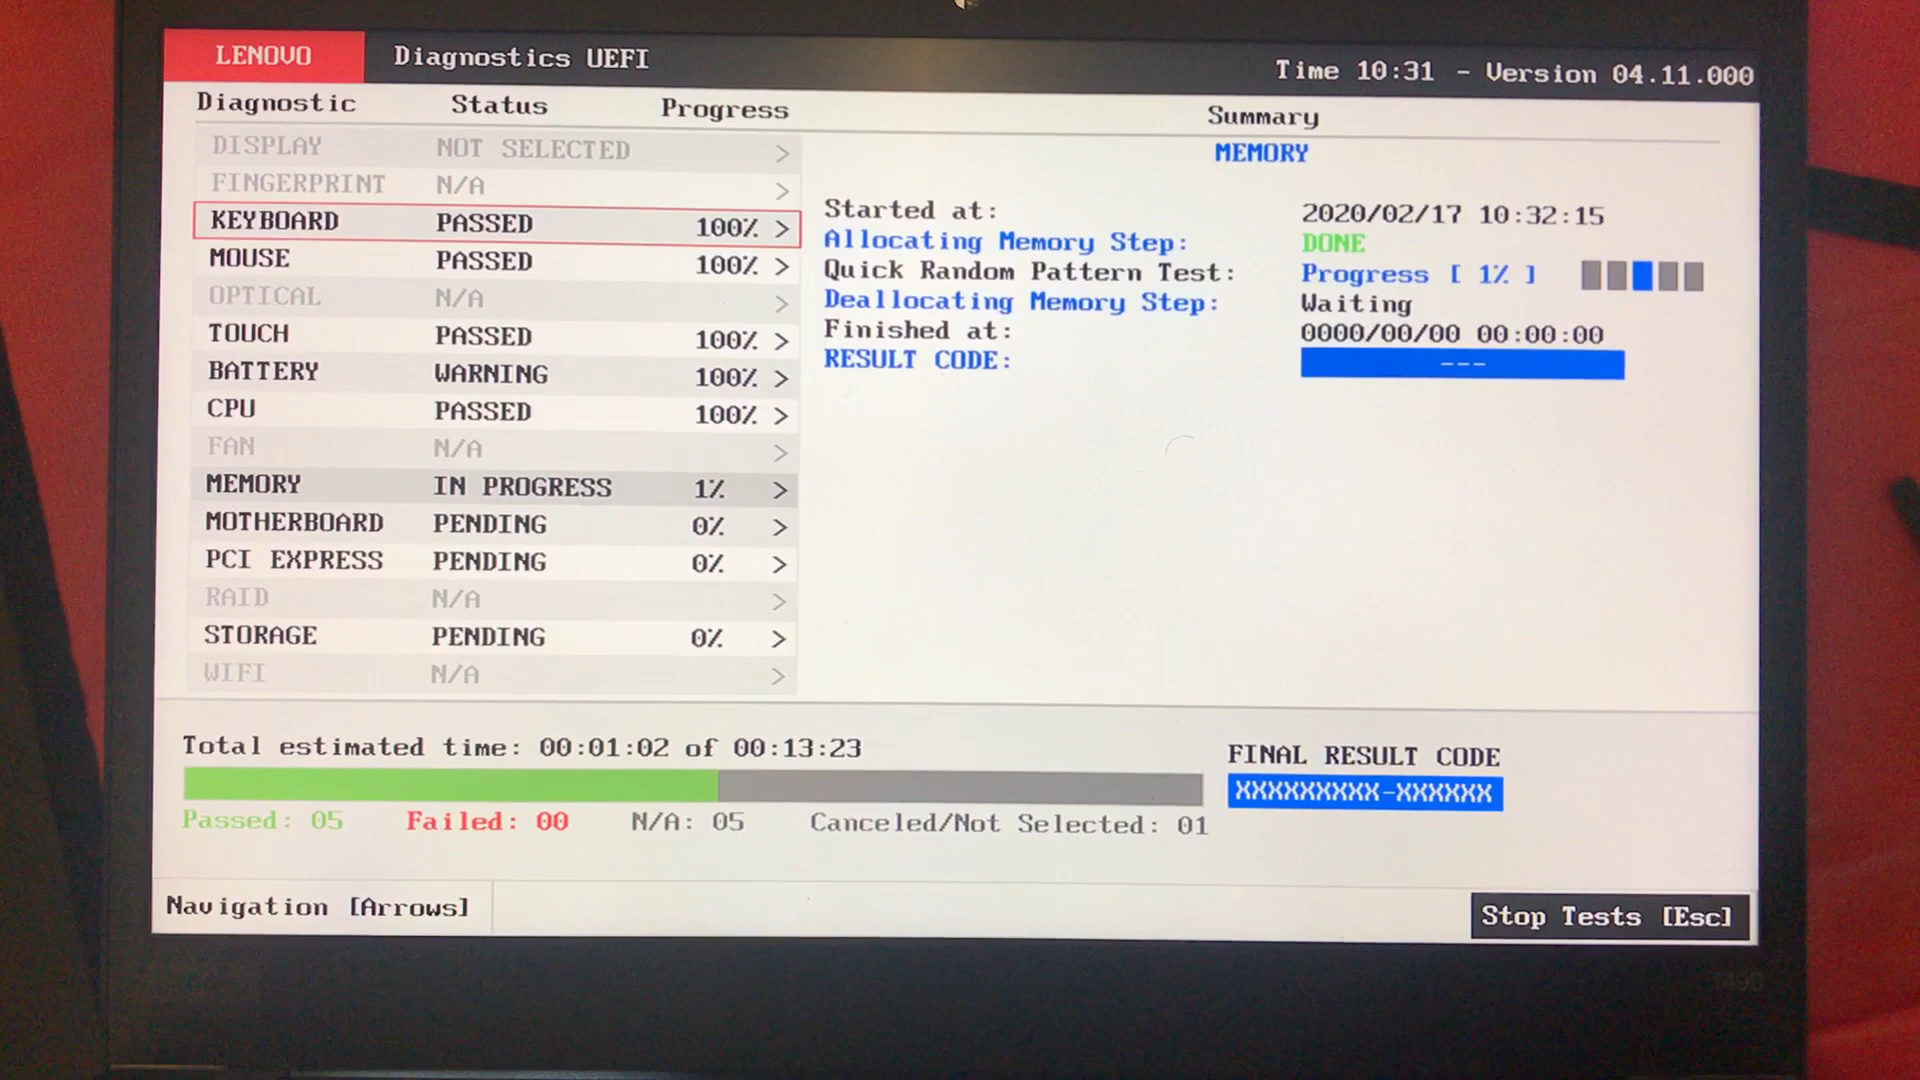 LENOVO Diagnostics UEFI Time 10:31 - Version 04.11.000
Diagnostic Status Progress Summary
DISPLAY NOT SELECTED >
FINGERPRINT N/A >
KEYBOARD PASSED 100% >
MOUSE PASSED 100% >
OPTICAL N/A >
TOUCH PASSED 100% >
BATTERY WARNING 100% >
CPU PASSED 100% >
FAN N/A >
MEMORY IN PROGRESS 1% >
MOTHERBOARD PENDING 0% >
PCI EXPRESS PENDING 0% >
RAID N/A >
STORAGE PENDING 0% >
WIFI N/A >
MEMORY
Started at: 2020/02/17 10:32:15
Allocating Memory Step: DONE
Quick Random Pattern Test: Progress [ 1% ]
Deallocating Memory Step: Waiting
Finished at: 0000/00/00 00:00:00
RESULT CODE: ---
Total estimated time: 00:01:02 of 00:13:23
Passed: 05 Failed: 00 N/A: 05 Canceled/Not Selected: 01
FINAL RESULT CODE
XXXXXXXXX-XXXXXX
Navigation [Arrows] Stop Tests [Esc]